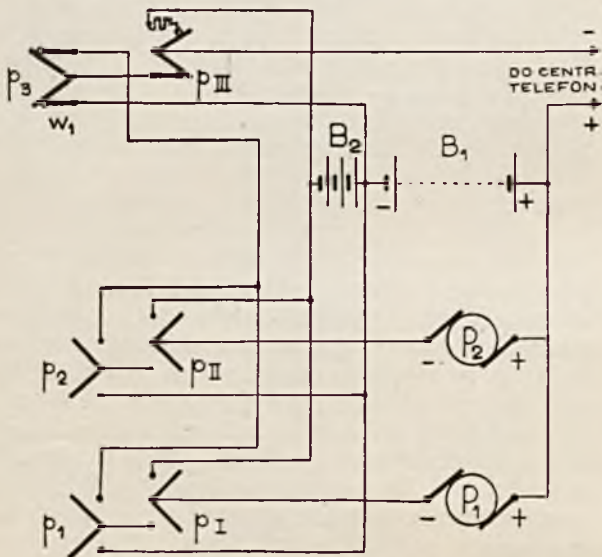 -
p3
pIII
DO CENTR.
TELEFON.
w1
+
B2
B1
-
+
p2
pII
-
P2
+
p1
pI
-
P1
+